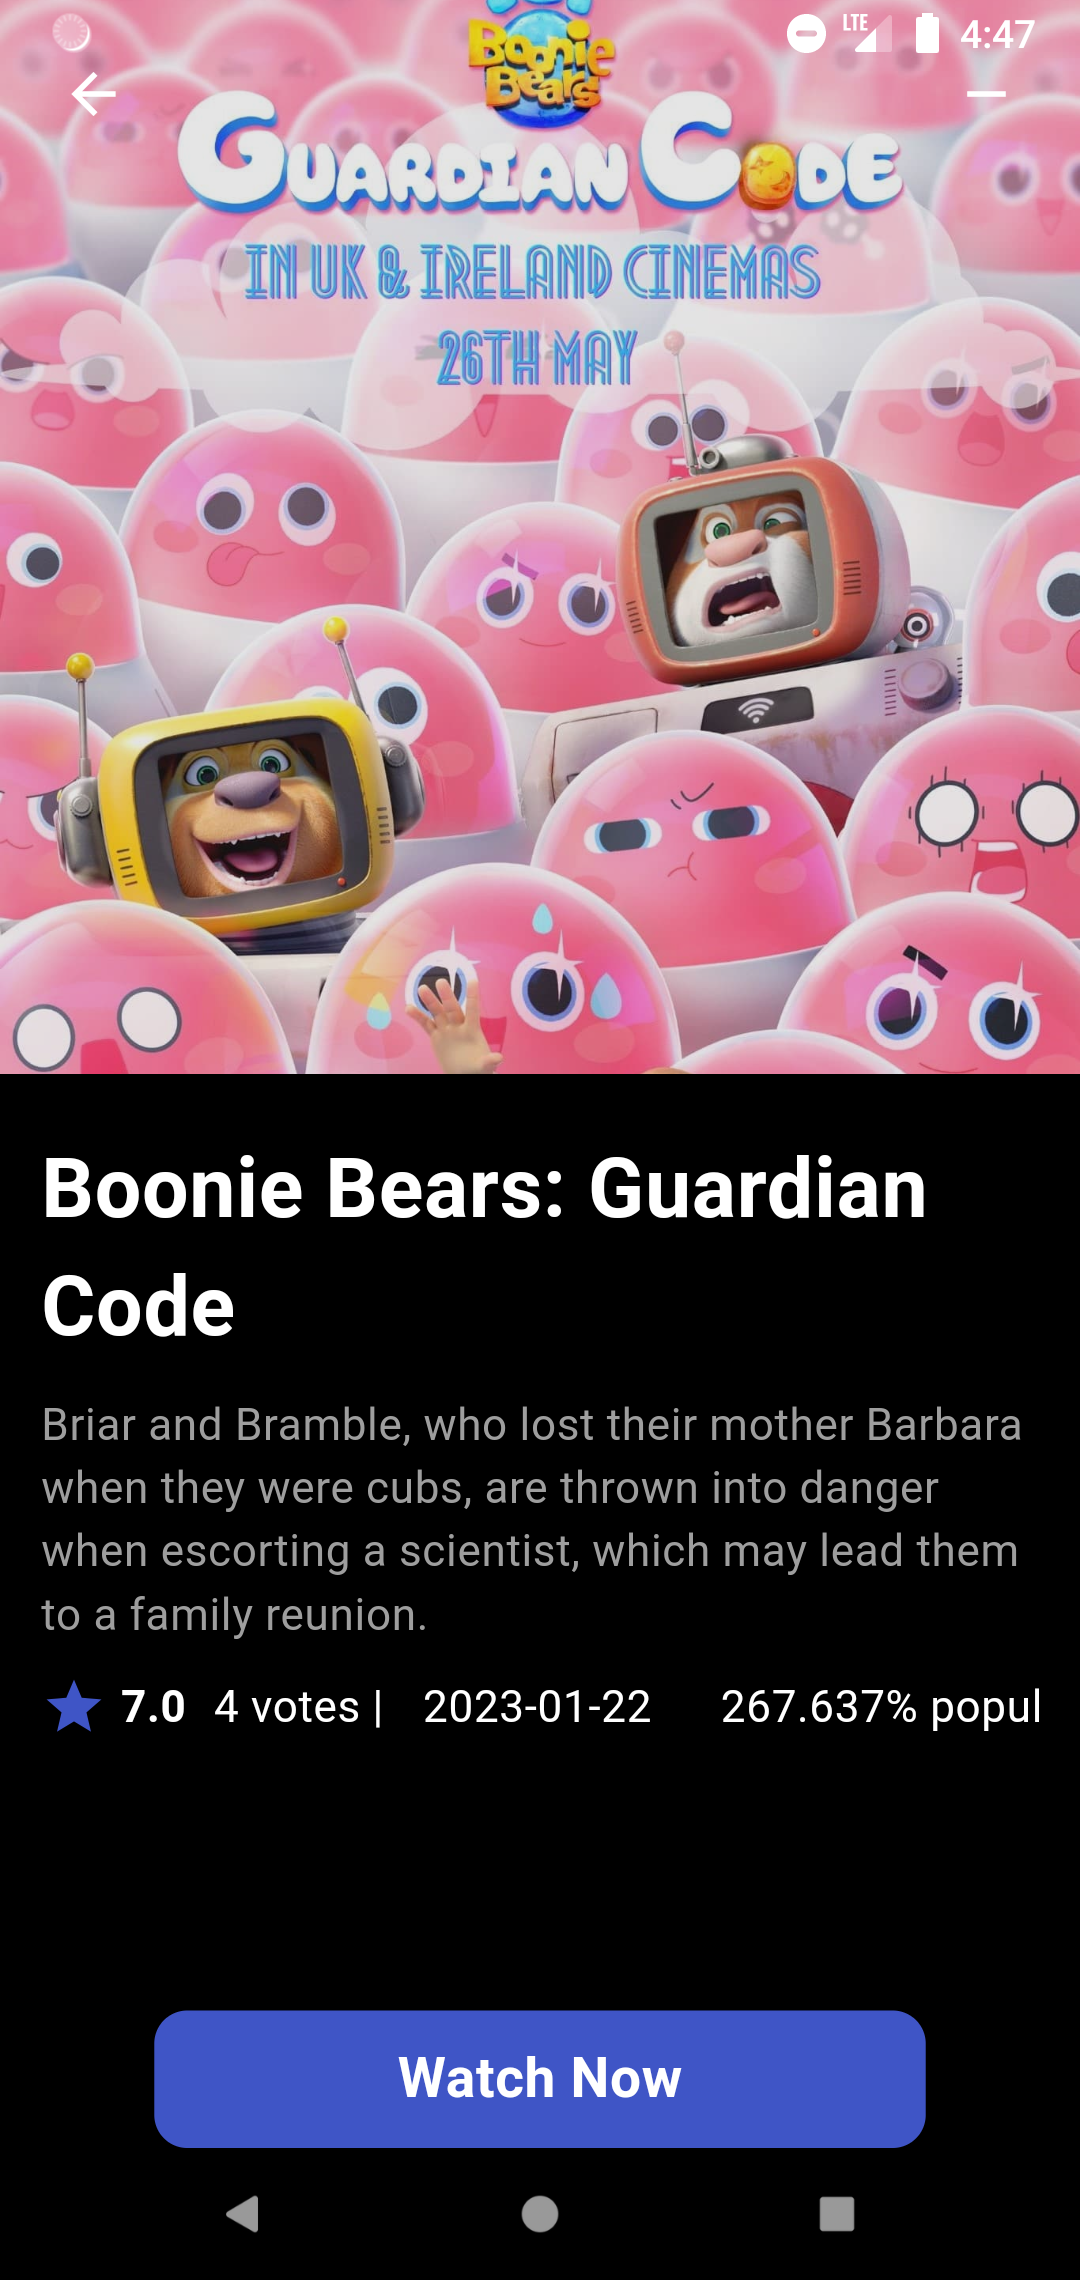 LTE 4:47
Boonie
Bears
GUARDIAN CODE
IN UK & IRELAND CINEMAS
26TH MAY
Boonie Bears: Guardian
Code
Briar and Bramble, who lost their mother Barbara
when they were cubs, are thrown into danger
when escorting a scientist, which may lead them
to a family reunion.
7.0 4 votes | 2023-01-22 267.637% popul
Watch Now